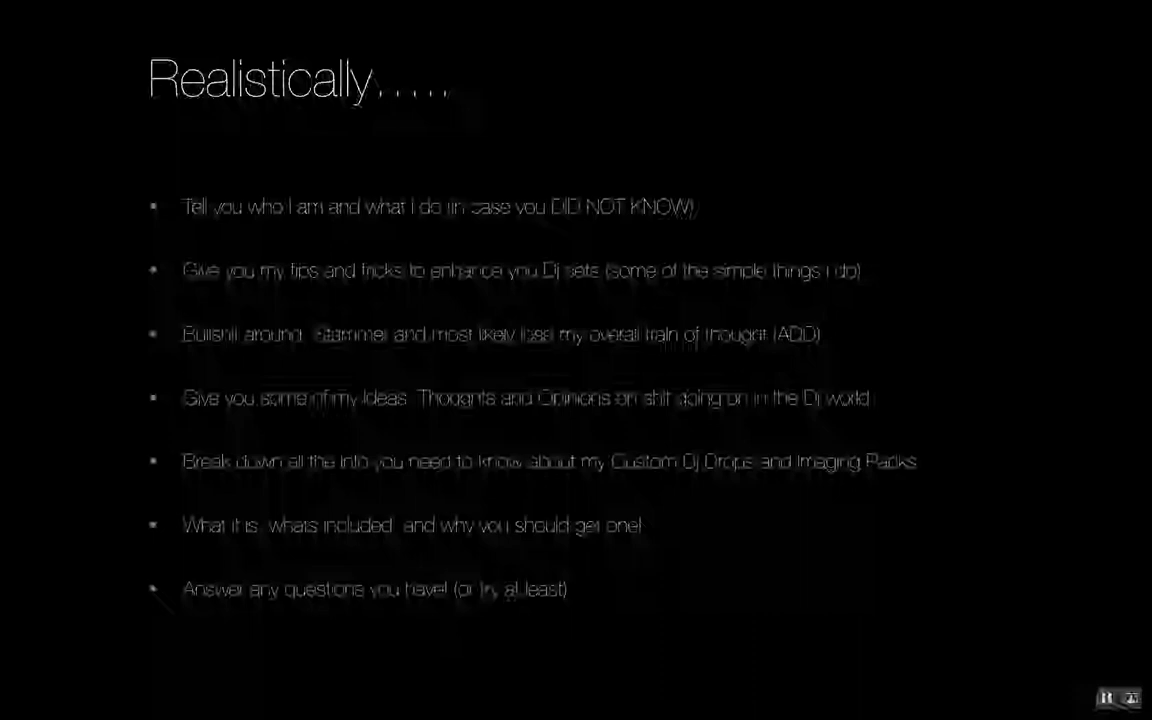 Realistically.....
• Tell you who I am and what I do (in case you DID NOT KNOW)
• Give you my tips and tricks to enhance you Dj sets (some of the simple things i do)
• Bullshit around, Stammer and most likely lose my overall train of thought (ADD)
• Give you some of my Ideas, Thoughts and Opinions on shit going on in the Dj world
• Break down all the info you need to know about my Custom Dj Drops and Imaging Packs
• What it is, whats included, and why you should get one!
• Answer any questions you have! (or try at least)